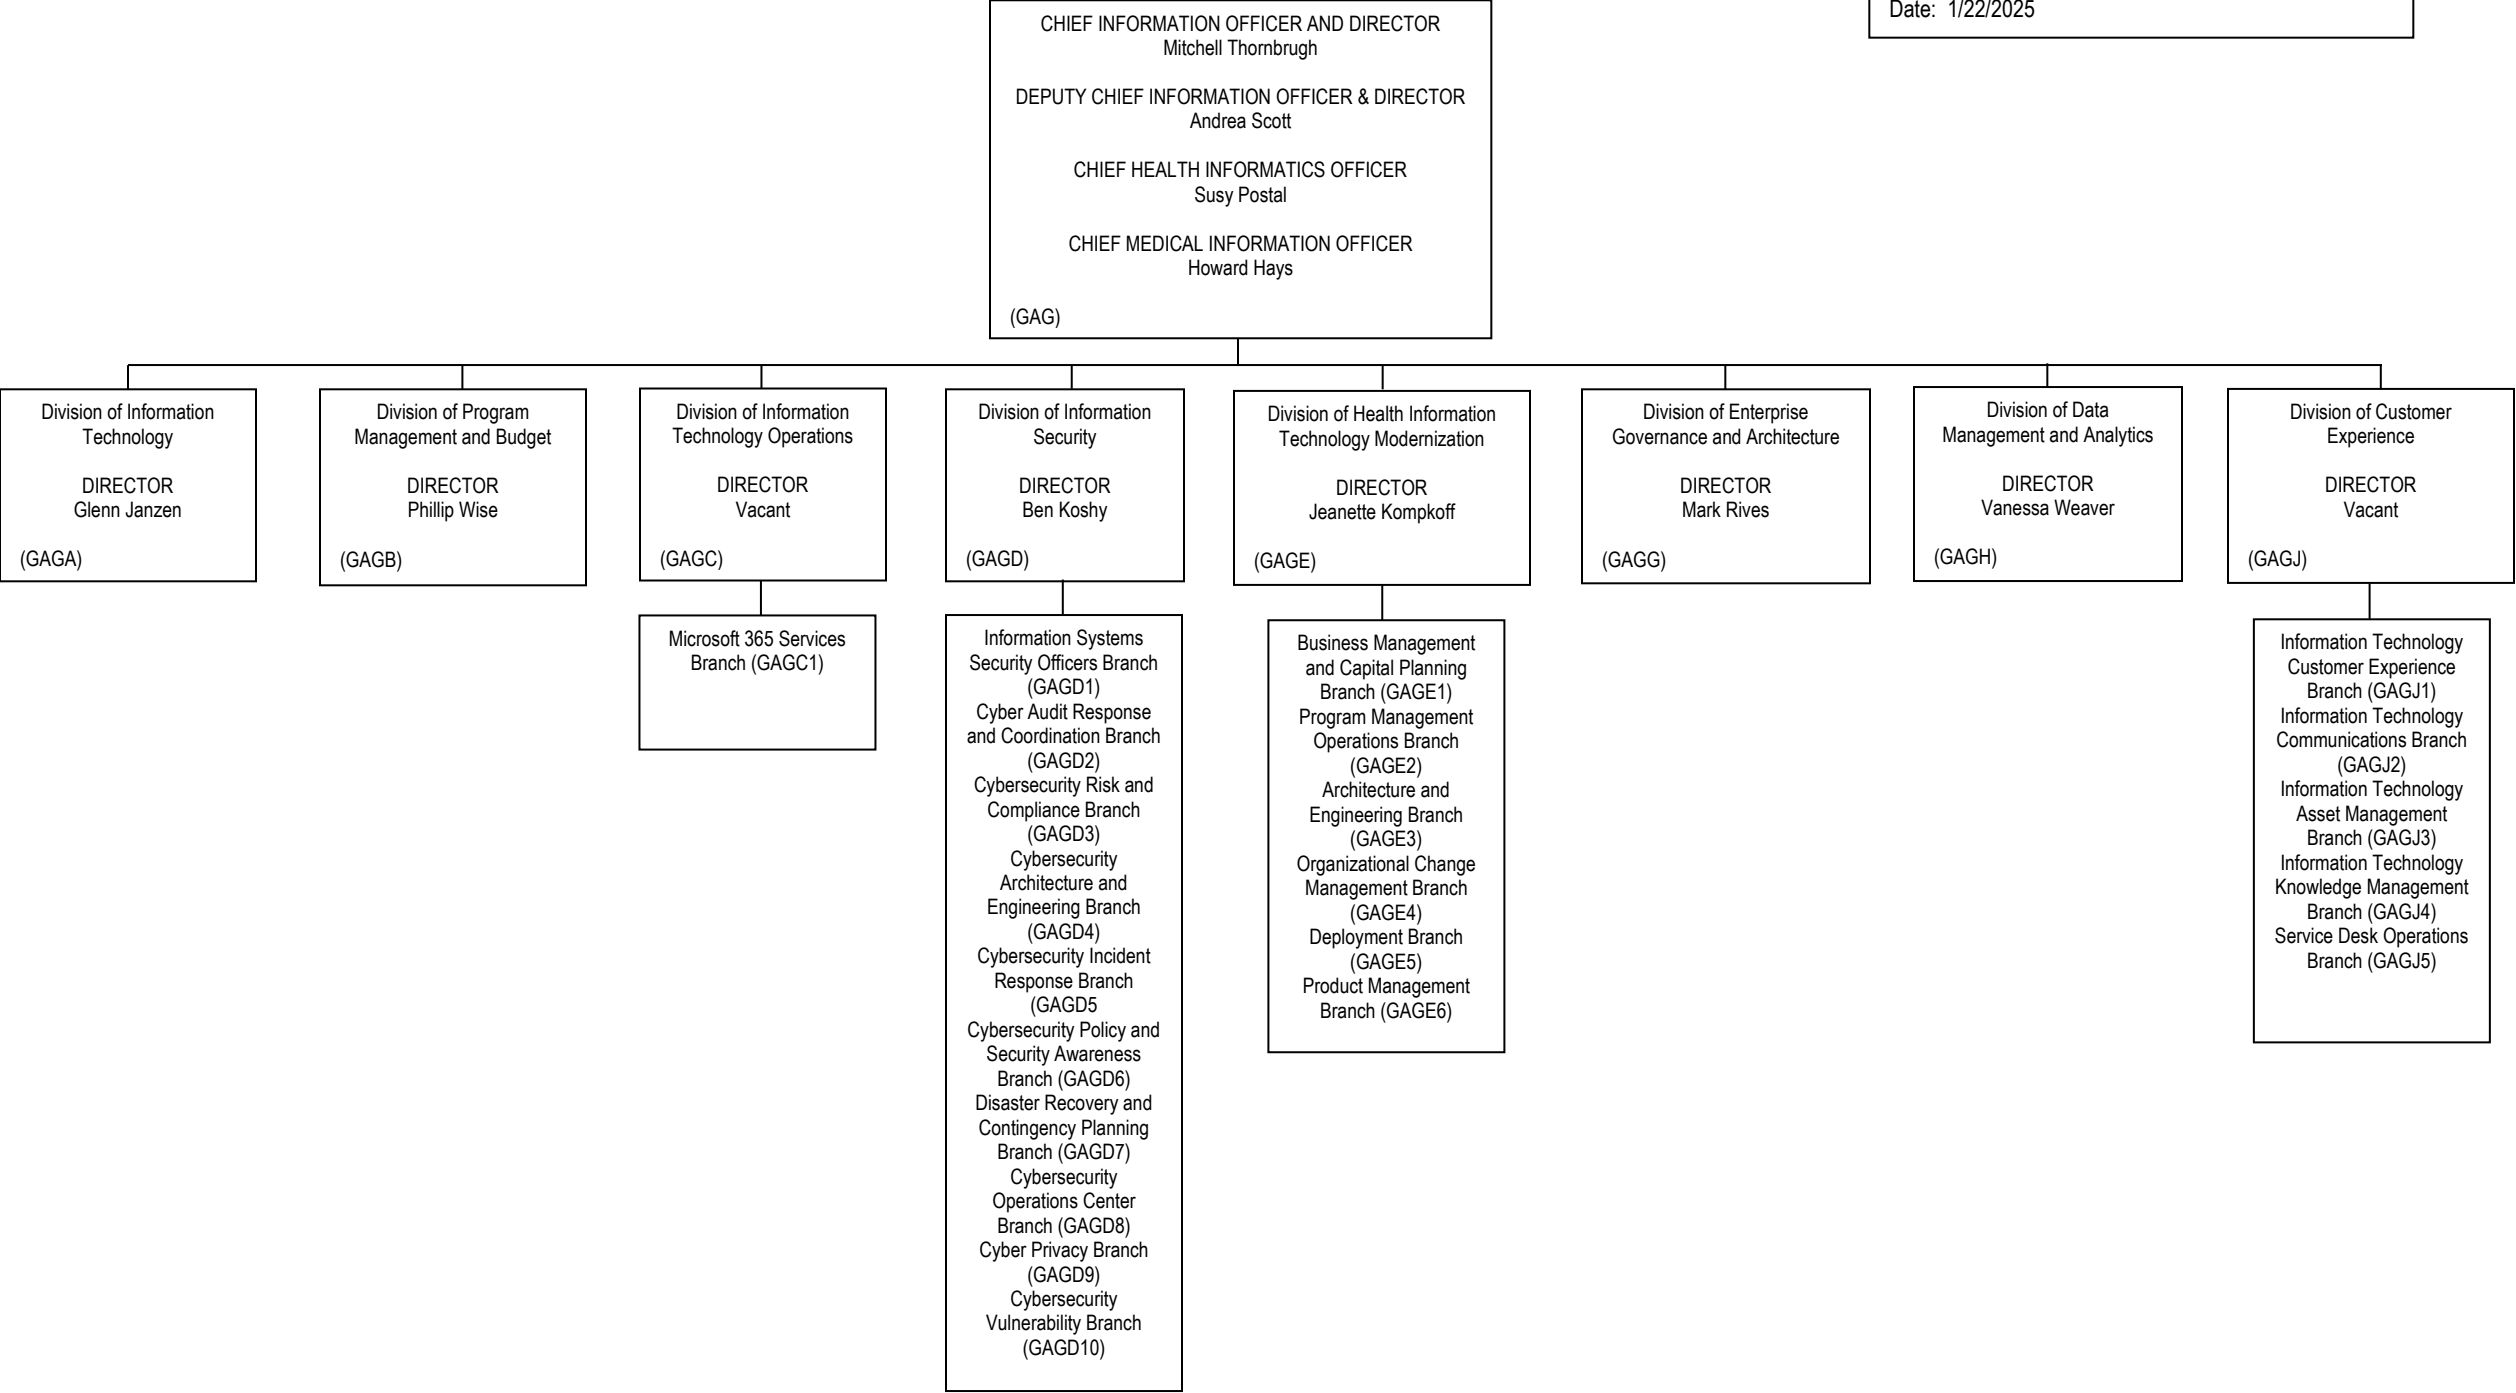 Date: 1/22/2025
CHIEF INFORMATION OFFICER AND DIRECTOR
Mitchell Thornbrugh
DEPUTY CHIEF INFORMATION OFFICER & DIRECTOR
Andrea Scott
CHIEF HEALTH INFORMATICS OFFICER
Susy Postal
CHIEF MEDICAL INFORMATION OFFICER
Howard Hays
(GAG)
Division of Information
Technology
DIRECTOR
Glenn Janzen
(GAGA)
Division of Program
Management and Budget
DIRECTOR
Phillip Wise
(GAGB)
Division of Information
Technology Operations
DIRECTOR
Vacant
(GAGC)
Division of Information
Security
DIRECTOR
Ben Koshy
(GAGD)
Division of Health Information
Technology Modernization
DIRECTOR
Jeanette Kompkoff
(GAGE)
Division of Enterprise
Governance and Architecture
DIRECTOR
Mark Rives
(GAGG)
Division of Data
Management and Analytics
DIRECTOR
Vanessa Weaver
(GAGH)
Division of Customer
Experience
DIRECTOR
Vacant
(GAGJ)
Microsoft 365 Services
Branch (GAGC1)
Information Systems
Security Officers Branch
(GAGD1)
Cyber Audit Response
and Coordination Branch
(GAGD2)
Cybersecurity Risk and
Compliance Branch
(GAGD3)
Cybersecurity
Architecture and
Engineering Branch
(GAGD4)
Cybersecurity Incident
Response Branch
(GAGD5
Cybersecurity Policy and
Security Awareness
Branch (GAGD6)
Disaster Recovery and
Contingency Planning
Branch (GAGD7)
Cybersecurity
Operations Center
Branch (GAGD8)
Cyber Privacy Branch
(GAGD9)
Cybersecurity
Vulnerability Branch
(GAGD10)
Business Management
and Capital Planning
Branch (GAGE1)
Program Management
Operations Branch
(GAGE2)
Architecture and
Engineering Branch
(GAGE3)
Organizational Change
Management Branch
(GAGE4)
Deployment Branch
(GAGE5)
Product Management
Branch (GAGE6)
Information Technology
Customer Experience
Branch (GAGJ1)
Information Technology
Communications Branch
(GAGJ2)
Information Technology
Asset Management
Branch (GAGJ3)
Information Technology
Knowledge Management
Branch (GAGJ4)
Service Desk Operations
Branch (GAGJ5)